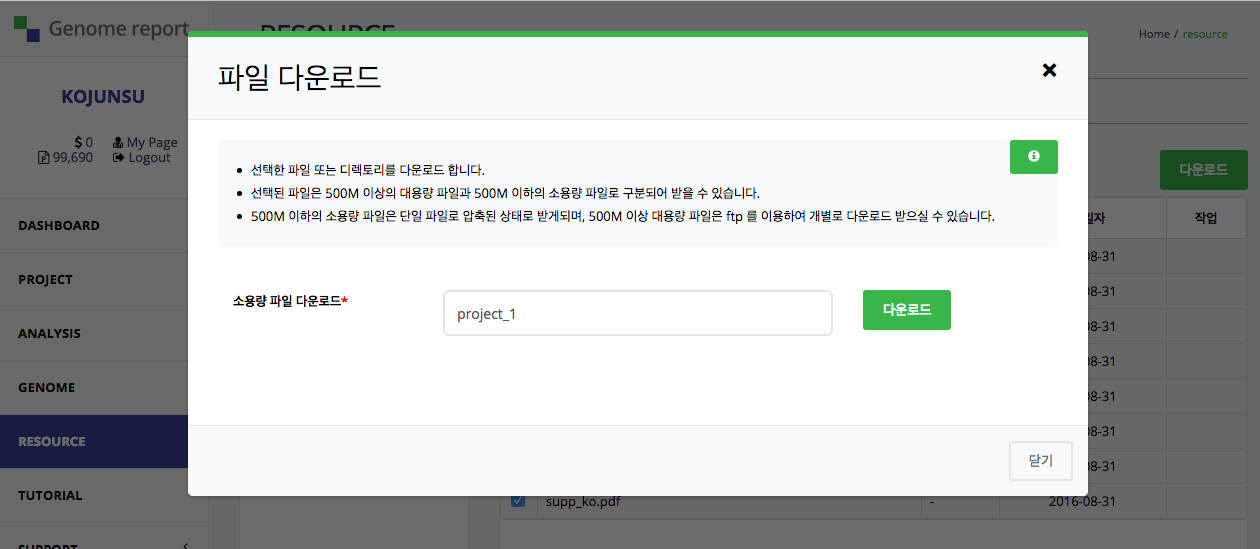 Genome report
RESOURCE
Home / resource
파일 다운로드
KOJUNSU
$ 0
My Page
99,690
Logout
선택한 파일 또는 디렉토리를 다운로드 합니다.
선택된 파일은 500M 이상의 대용량 파일과 500M 이하의 소용량 파일로 구분되어 받을 수 있습니다.
500M 이하의 소용량 파일은 단일 파일로 압축된 상태로 받게되며, 500M 이상 대용량 파일은 ftp 를 이용하여 개별로 다운로드 받으실 수 있습니다.
다운로드
DASHBOARD
일자
작업
08-31
PROJECT
08-31
소용량 파일 다운로드*
project_1
다운로드
ANALYSIS
08-31
08-31
GENOME
08-31
RESOURCE
08-31
08-31
닫기
TUTORIAL
supp_ko.pdf
-
2016-08-31
SUPPORT